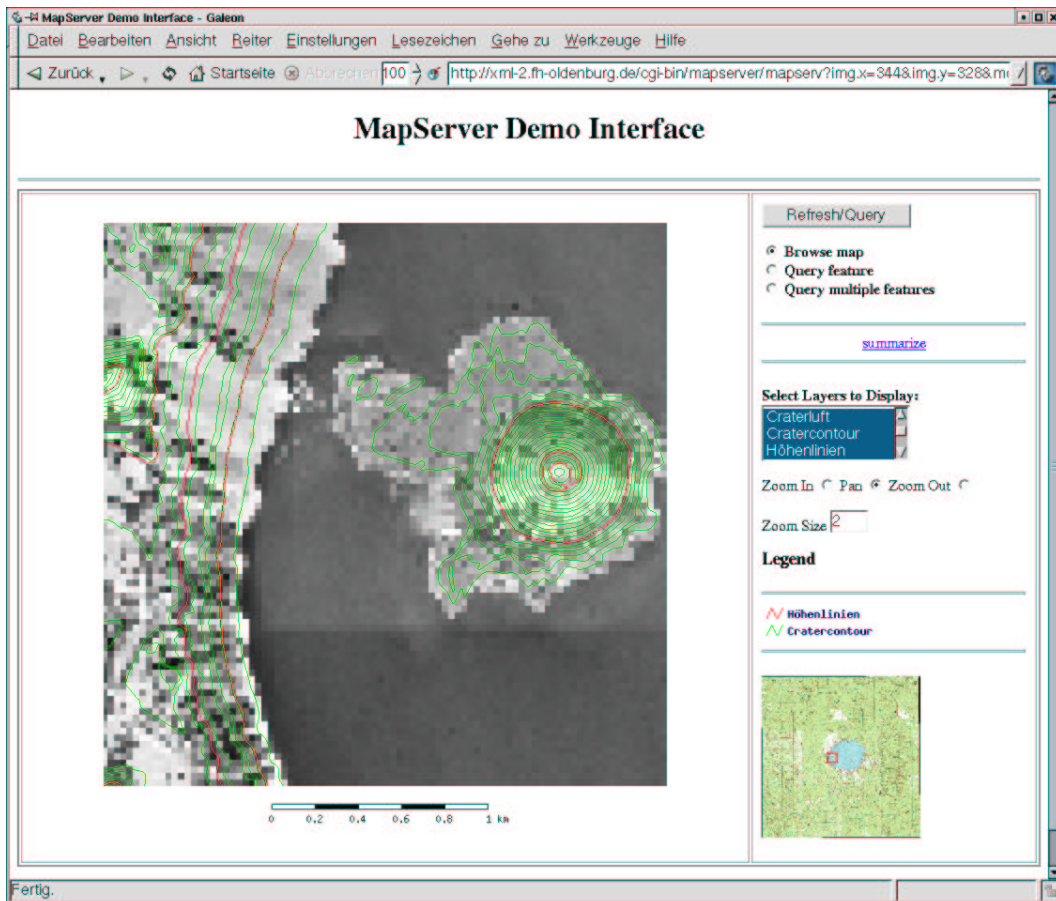 MapServer Demo Interface - Galeon
Datei Bearbeiten Ansicht Reiter Einstellungen Lesezeichen Gehe zu Werkzeuge Hilfe
Zurück Startseite Abbrechen 100 http://xml-2.fh-oldenburg.de/cgi-bin/mapserver/mapserv?img.x=344&img.y=328&m
MapServer Demo Interface
Refresh/Query
Browse map
Query feature
Query multiple features
summarize
Select Layers to Display:
Craterluft
Cratercontour
Höhenlinien
Zoom In Pan Zoom Out
Zoom Size 2
Legend
Höhenlinien
Cratercontour
0 0.2 0.4 0.6 0.8 1 km
Fertig.